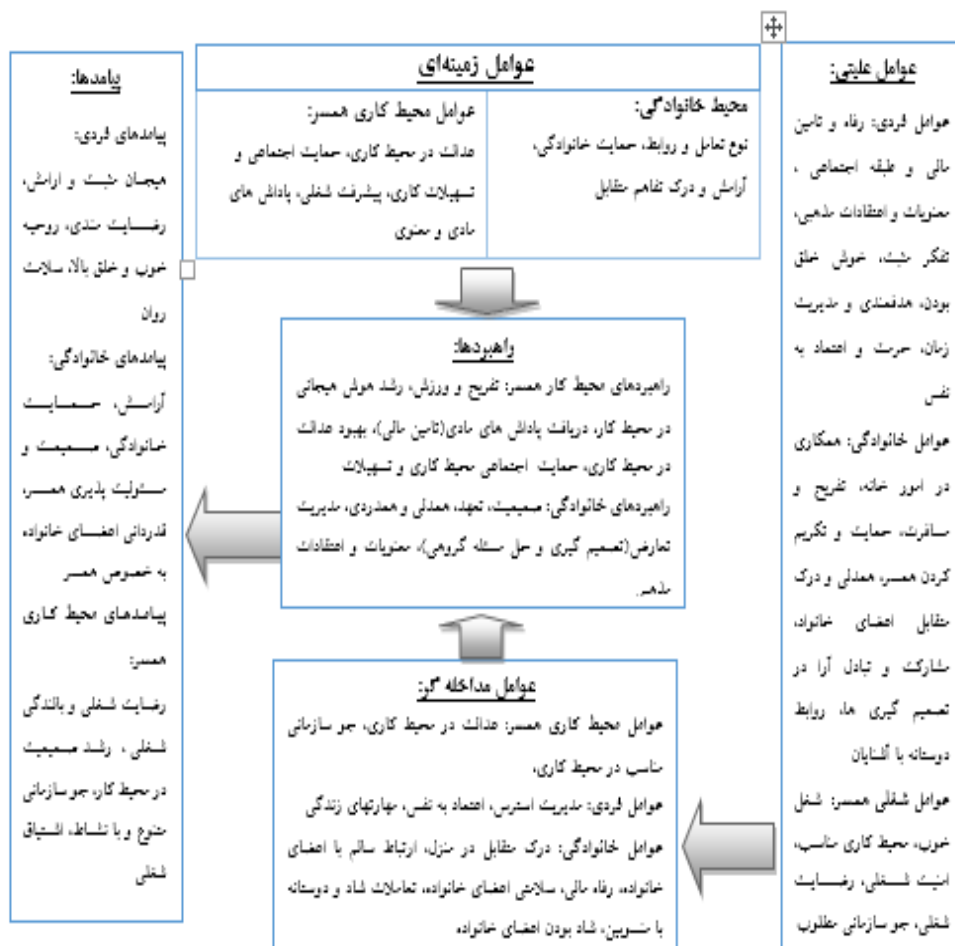 عوامل علیتی:
عوامل فردی: رفاه و تامین
مالی و طبقه اجتماعی ،
معنویات و اعتقادات مذهبی،
تفکر مثبت، خوش خلق
بودن، هدفمندی و مدیریت
زمان، حرمت و اعتماد به
نفس
عوامل خانوادگی: همکاری
در امور خانه، تفریح و
مسافرت، حمایت و تکریم
کردن همسر، همدلی و درک
متقابل اعضای خانواد،
مشارکت و تبادل آرا در
تصمیم گیری ها، روابط
دوستانه با آشنایان
عوامل شغلی همسر: شغل
خوب، محیط کاری مناسب،
امنیت شغلی، رضایت
شغلی، جو سازمانی مطلوب
عوامل زمینه‌ای
محیط خانوادگی:
نوع تعامل و روابط، حمایت خانوادگی،
آرامش و درک تفاهم متقابل
عوامل محیط کاری همسر:
عدالت در محیط کاری، حمایت اجتماعی و
تسهیلات کاری، پیشرفت شغلی، پاداش های
مادی و معنوی
راهبردها:
راهبردهای محیط کار همسر: تفریح و ورزش، رشد هوش هیجانی
در محیط کار، دریافت پاداش های مادی(تامین مالی)، بهبود عدالت
در محیط کاری، حمایت اجتماعی محیط کاری و تسهیلات
راهبردهای خانوادگی: صمیمیت، تعهد، همدلی و همدردی، مدیریت
تعارض(تصمیم گیری و حل مسئله گروهی)، معنویات و اعتقادات
عوامل مداخله گر:
عوامل محیط کاری همسر: عدالت در محیط کاری، جو سازمانی
مناسب در محیط کاری،
عوامل فردی: مدیریت استرس، اعتماد به نفس، مهارتهای زندگی
عوامل خانوادگی: درک متقابل در منزل، ارتباط سالم با اعضای
خانواده، رفاه مالی، سلامتی اعضای خانواده، تعاملات شاد و دوستانه
با منسوبین، شاد بودن اعضای خانواده
پیامدها:
پیامدهای فردی:
هیجان مثبت و ارامش،
رضایت مندی، روحیه
خوب و خلق بالا، سلامت
روان
پیامدهای خانوادگی:
آرامش، حمایت
خانوادگی، صمیمیت و
مسئولیت پذیری همسر،
قدردانی اعضای خانواده
به خصوص همسر
پیامدهای محیط کاری
همسر:
رضایت شغلی و بالندگی
شغلی ، رشد صمیمیت
در محیط کار، جو سازمانی
متنوع و با نشاط، اشتیاق
شغلی